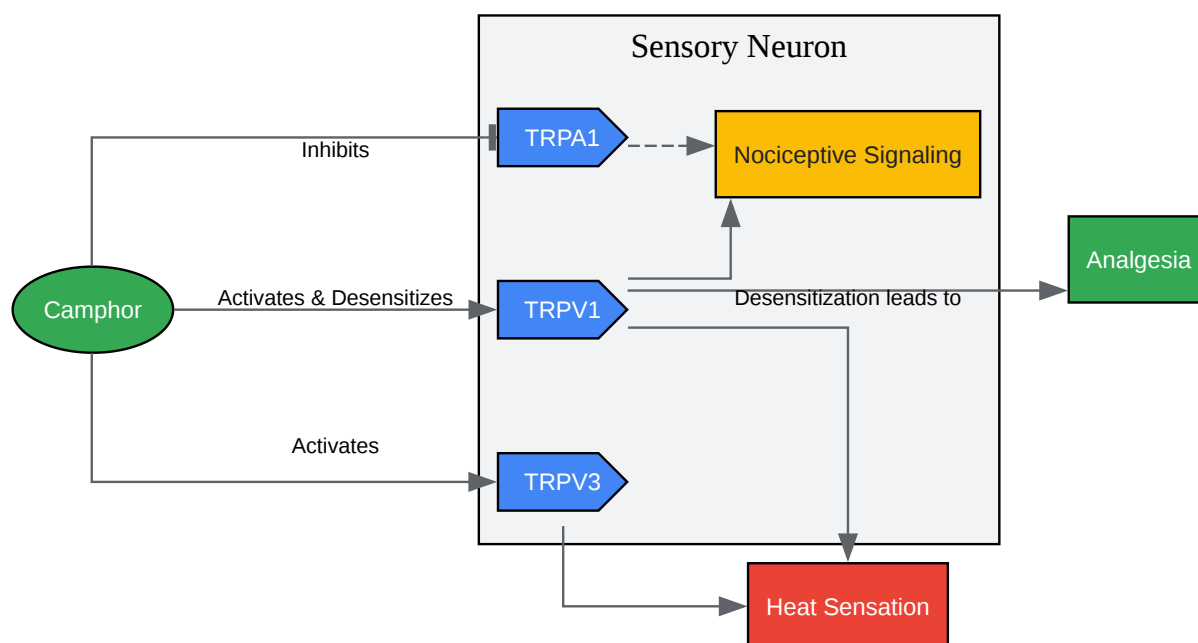 Sensory Neuron
TRPA1
Inhibits
Nociceptive Signaling
Analgesia
Camphor
Activates & Desensitizes
TRPV1
Desensitization leads to
Activates
TRPV3
Heat Sensation